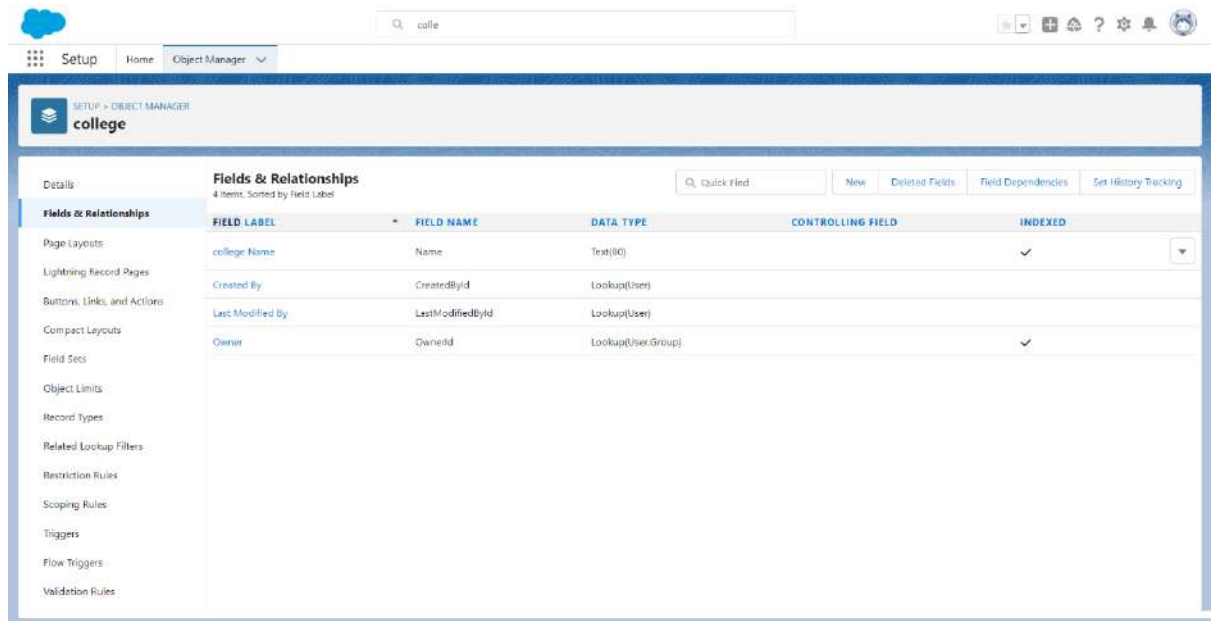 colle
Setup Home Object Manager
SETUP > OBJECT MANAGER
college
Details
Fields & Relationships
Page Layouts
Lightning Record Pages
Buttons, Links, and Actions
Compact Layouts
Field Sets
Object Limits
Record Types
Related Lookup Filters
Restriction Rules
Scoping Rules
Triggers
Flow Triggers
Validation Rules
Fields & Relationships
4 Items, Sorted by Field Label
Quick Find New Deleted Fields Field Dependencies Set History Tracking
FIELD LABEL FIELD NAME DATA TYPE CONTROLLING FIELD INDEXED
college Name Name Text(80)
Created By CreatedById Lookup(User)
Last Modified By LastModifiedById Lookup(User)
Owner OwnerId Lookup(User,Group)